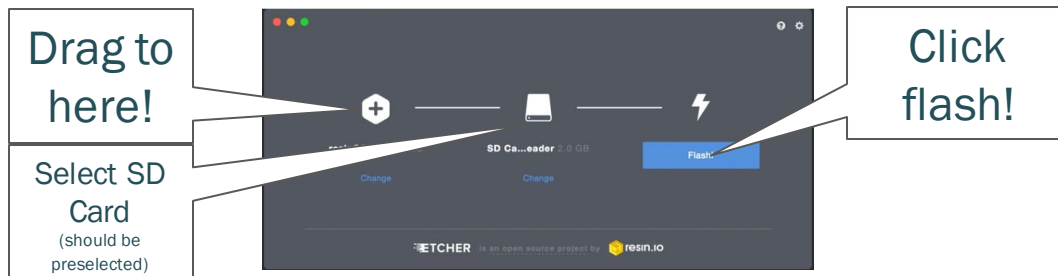 Drag to
here!
Select SD
Card
(should be
preselected)
Click
flash!
SD Ca...eader 2.0 GB
Flash!
Change
Change
ETCHER is an open source project by resin.io